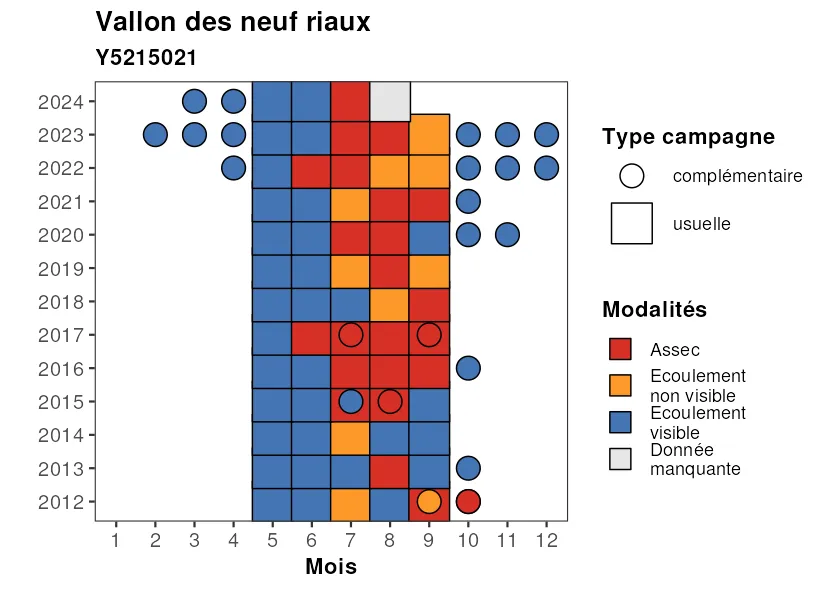 Vallon des neuf riaux
Y5215021
2024
2023
2022
2021
2020
2019
2018
2017
2016
2015
2014
2013
2012
1 2 3 4 5 6 7 8 9 10 11 12
Mois
Type campagne
complémentaire
usuelle
Modalités
Assec
Ecoulement
non visible
Ecoulement
visible
Donnée
manquante